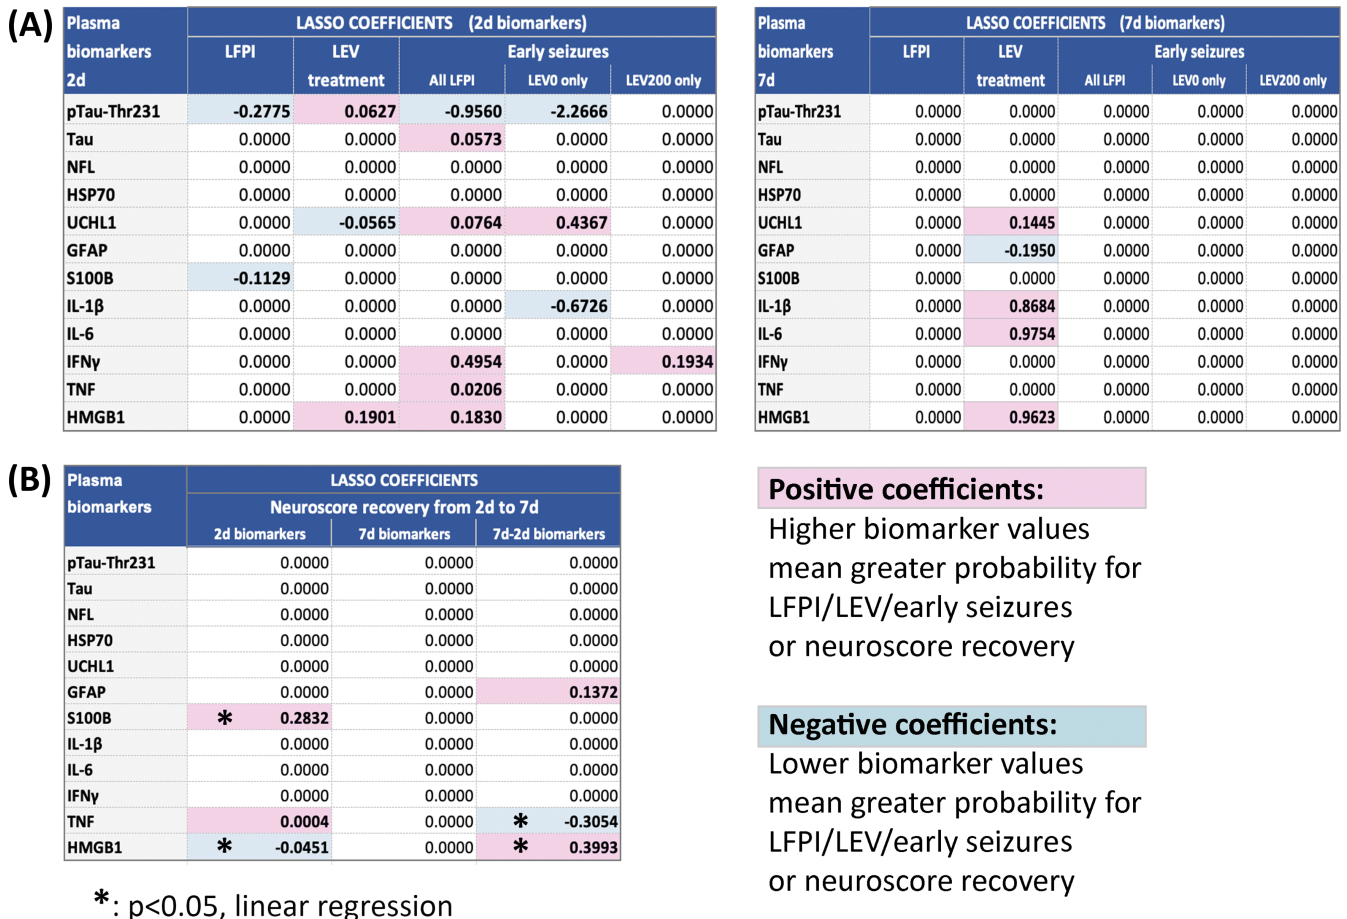 (A)
Plasma biomarkers 2d LASSO COEFFICIENTS (2d biomarkers)
LFPI LEV treatment Early seizures
All LFPI LEV0 only LEV200 only
pTau-Thr231 -0.2775 0.0627 -0.9560 -2.2666 0.0000
Tau 0.0000 0.0000 0.0573 0.0000 0.0000
NFL 0.0000 0.0000 0.0000 0.0000 0.0000
HSP70 0.0000 0.0000 0.0000 0.0000 0.0000
UCHL1 0.0000 -0.0565 0.0764 0.4367 0.0000
GFAP 0.0000 0.0000 0.0000 0.0000 0.0000
S100B -0.1129 0.0000 0.0000 0.0000 0.0000
IL-1β 0.0000 0.0000 0.0000 -0.6726 0.0000
IL-6 0.0000 0.0000 0.0000 0.0000 0.0000
IFNγ 0.0000 0.0000 0.4954 0.0000 0.1934
TNF 0.0000 0.0000 0.0206 0.0000 0.0000
HMGB1 0.0000 0.1901 0.1830 0.0000 0.0000
Plasma biomarkers 7d LASSO COEFFICIENTS (7d biomarkers)
LFPI LEV treatment Early seizures
All LFPI LEV0 only LEV200 only
pTau-Thr231 0.0000 0.0000 0.0000 0.0000 0.0000
Tau 0.0000 0.0000 0.0000 0.0000 0.0000
NFL 0.0000 0.0000 0.0000 0.0000 0.0000
HSP70 0.0000 0.0000 0.0000 0.0000 0.0000
UCHL1 0.0000 0.1445 0.0000 0.0000 0.0000
GFAP 0.0000 -0.1950 0.0000 0.0000 0.0000
S100B 0.0000 0.0000 0.0000 0.0000 0.0000
IL-1β 0.0000 0.8684 0.0000 0.0000 0.0000
IL-6 0.0000 0.9754 0.0000 0.0000 0.0000
IFNγ 0.0000 0.0000 0.0000 0.0000 0.0000
TNF 0.0000 0.0000 0.0000 0.0000 0.0000
HMGB1 0.0000 0.9623 0.0000 0.0000 0.0000
(B)
Plasma biomarkers LASSO COEFFICIENTS
Neuroscore recovery from 2d to 7d
2d biomarkers 7d biomarkers 7d-2d biomarkers
pTau-Thr231 0.0000 0.0000 0.0000
Tau 0.0000 0.0000 0.0000
NFL 0.0000 0.0000 0.0000
HSP70 0.0000 0.0000 0.0000
UCHL1 0.0000 0.0000 0.0000
GFAP 0.0000 0.0000 0.1372
S100B * 0.2832 0.0000 0.0000
IL-1β 0.0000 0.0000 0.0000
IL-6 0.0000 0.0000 0.0000
IFNγ 0.0000 0.0000 0.0000
TNF 0.0004 0.0000 * -0.3054
HMGB1 * -0.0451 0.0000 * 0.3993
*: p<0.05, linear regression
Positive coefficients:
Higher biomarker values
mean greater probability for
LFPI/LEV/early seizures
or neuroscore recovery
Negative coefficients:
Lower biomarker values
mean greater probability for
LFPI/LEV/early seizures
or neuroscore recovery